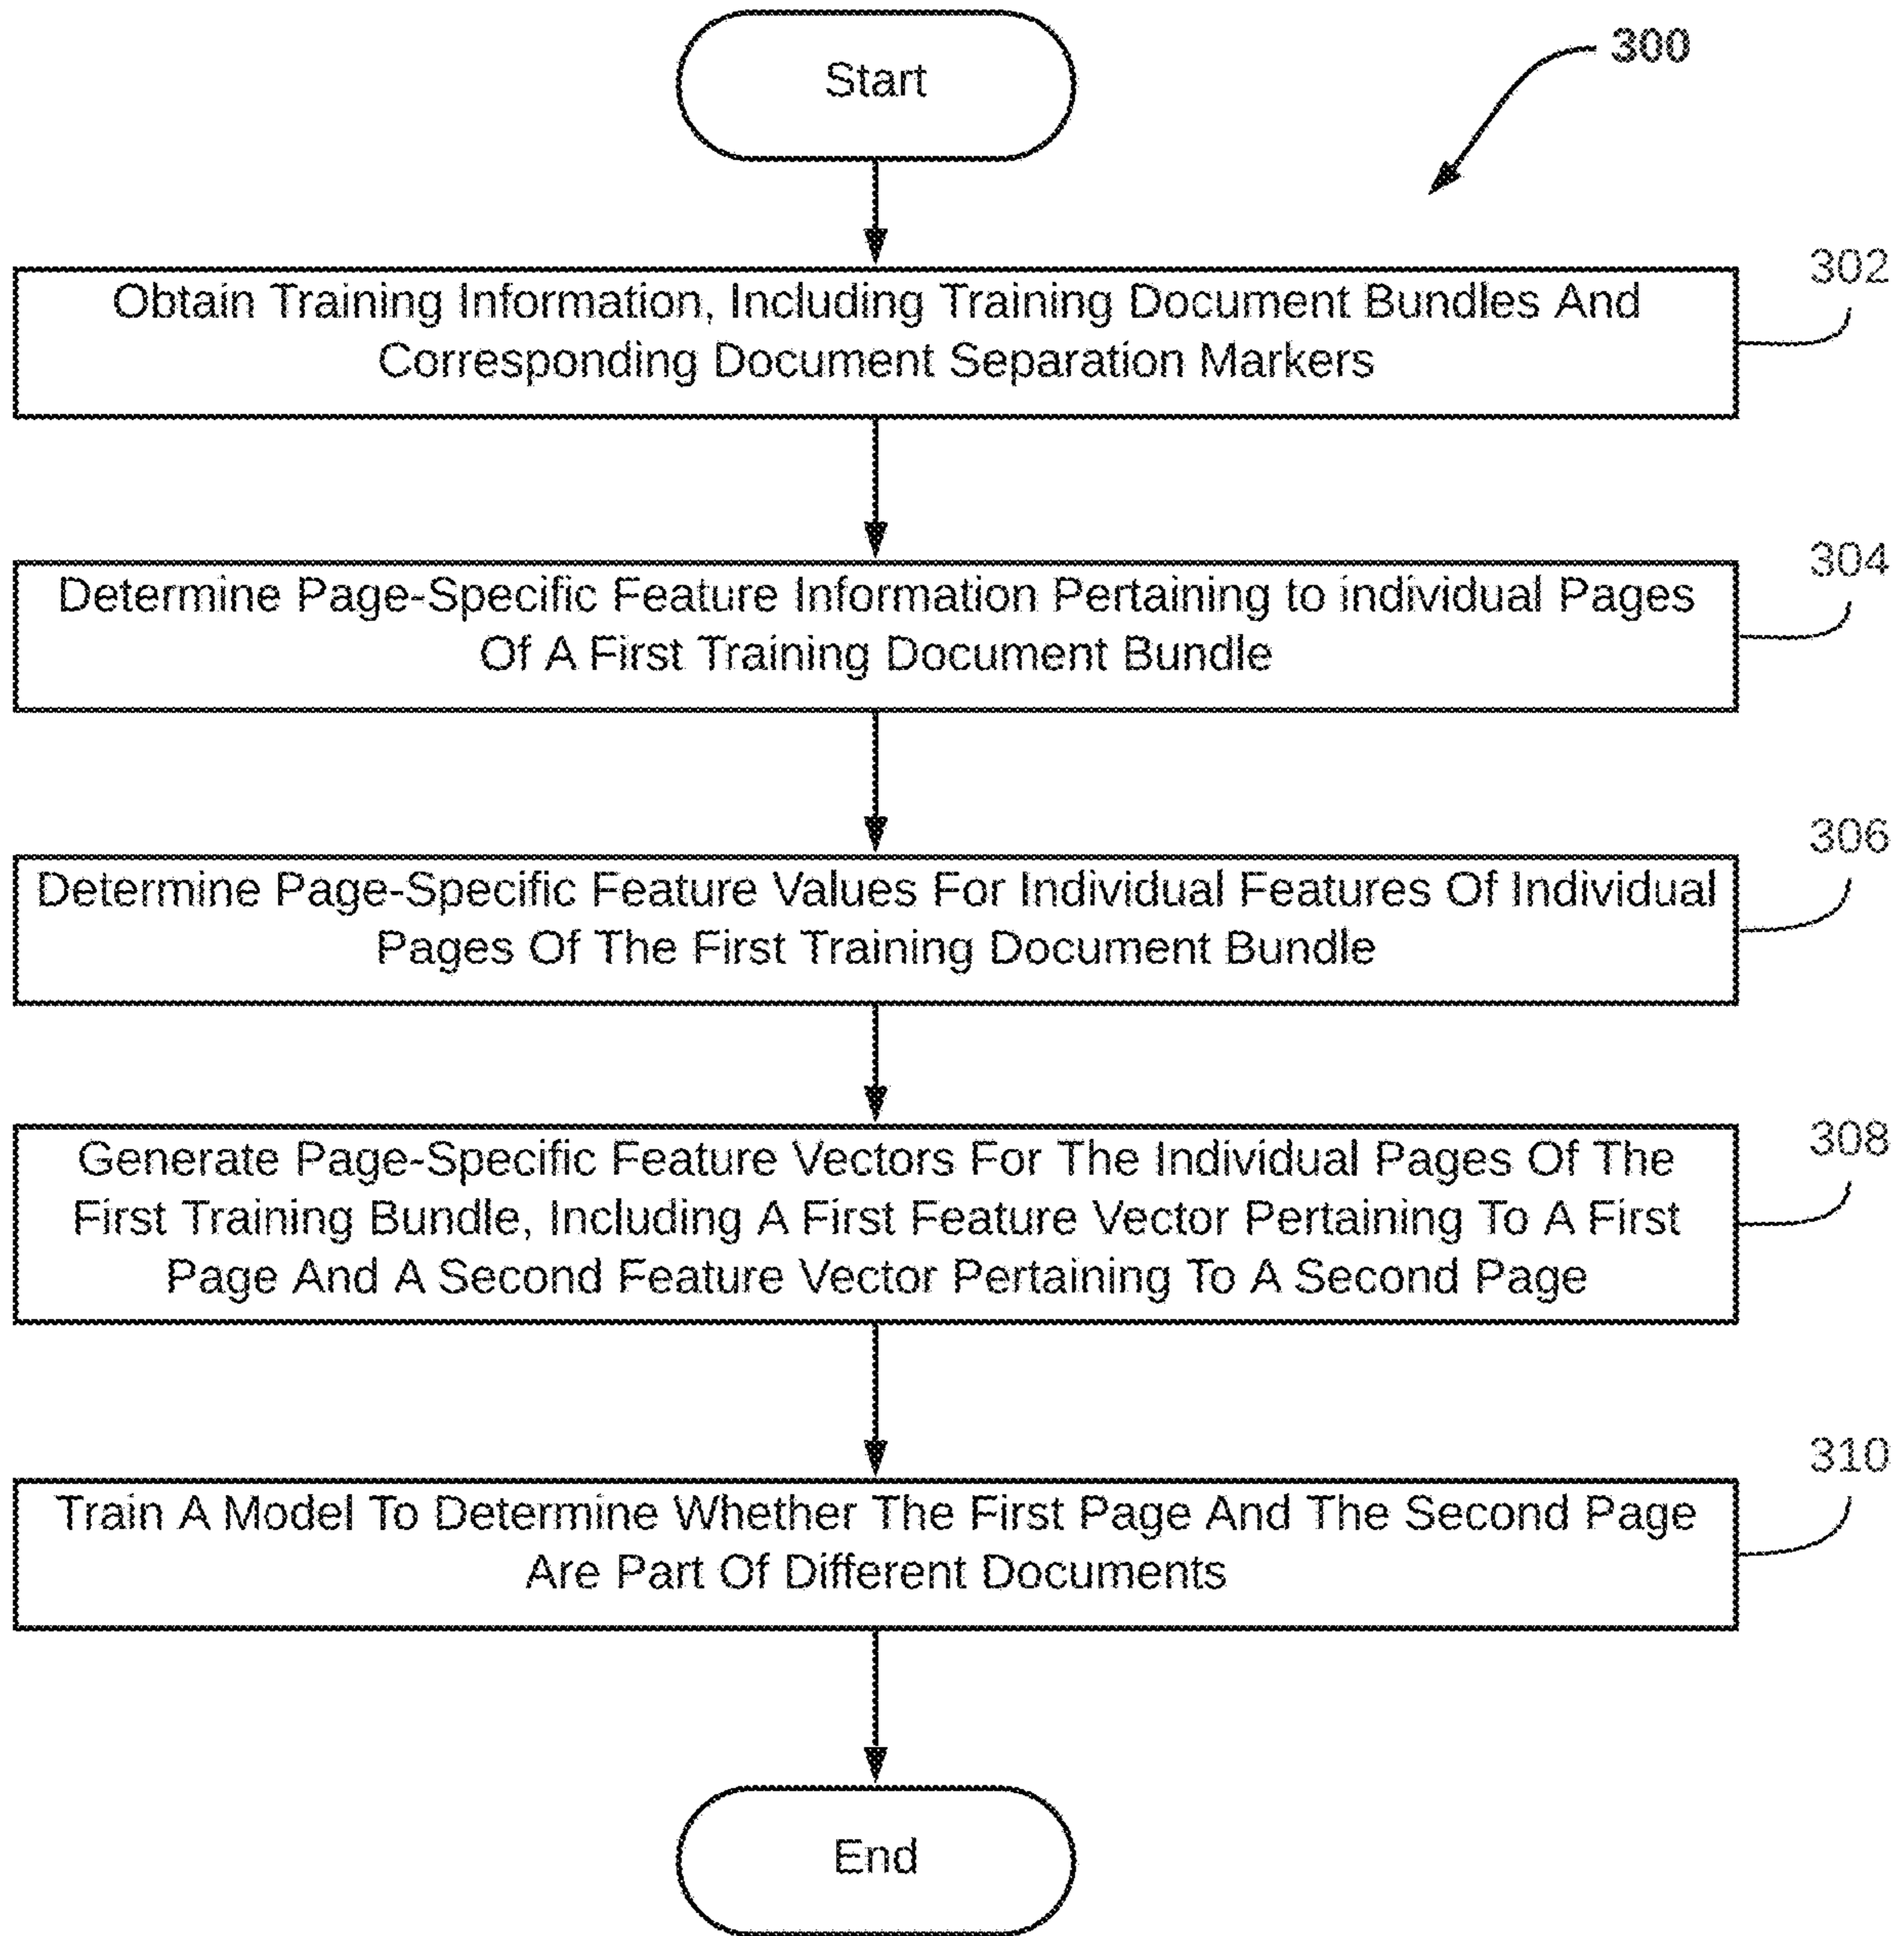 Start
300
302
Obtain Training Information, Including Training Document Bundles And
Corresponding Document Separation Markers
304
Determine Page-Specific Feature Information Pertaining to individual Pages
Of A First Training Document Bundle
306
Determine Page-Specific Feature Values For Individual Features Of Individual
Pages Of The First Training Document Bundle
308
Generate Page-Specific Feature Vectors For The Individual Pages Of The
First Training Bundle, Including A First Feature Vector Pertaining To A First
Page And A Second Feature Vector Pertaining To A Second Page
310
Train A Model To Determine Whether The First Page And The Second Page
Are Part Of Different Documents
End